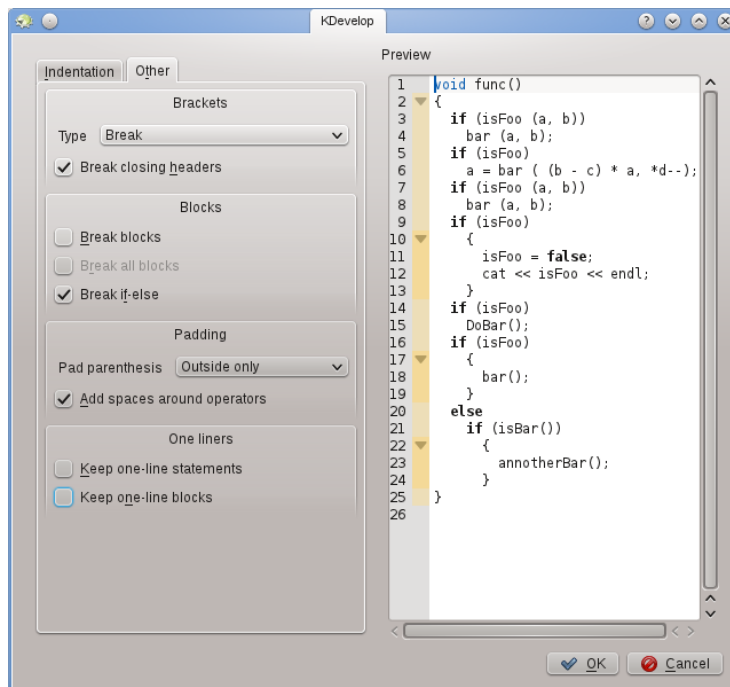 KDevelop
Indentation Other
Brackets
Type Break
Break closing headers
Blocks
Break blocks
Break all blocks
Break if-else
Padding
Pad parenthesis Outside only
Add spaces around operators
One liners
Keep one-line statements
Keep one-line blocks
Preview
1 void func()
2 {
3 if (isFoo (a, b))
4 bar (a, b);
5 if (isFoo)
6 a = bar ( (b - c) * a, *d--);
7 if (isFoo (a, b))
8 bar (a, b);
9 if (isFoo)
10 {
11 isFoo = false;
12 cat << isFoo << endl;
13 }
14 if (isFoo)
15 DoBar();
16 if (isFoo)
17 {
18 bar();
19 }
20 else
21 if (isBar())
22 {
23 annotherBar();
24 }
25 }
26
OK Cancel